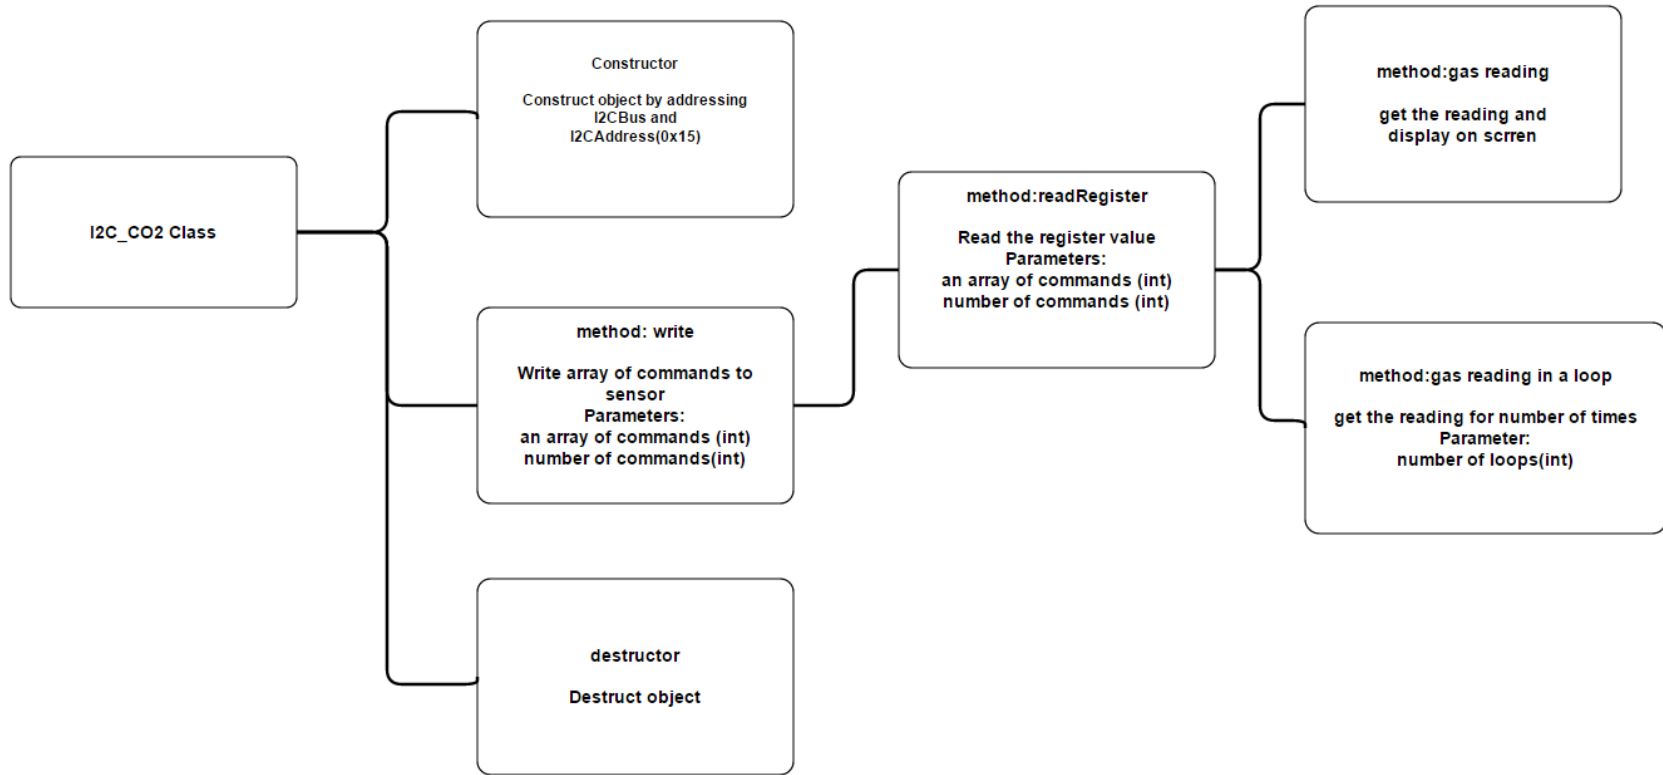 I2C_CO2 Class
Constructor
Construct object by addressing
I2CBus and
I2CAddress(0x15)
method: write
Write array of commands to
sensor
Parameters:
an array of commands (int)
number of commands(int)
destructor
Destruct object
method:readRegister
Read the register value
Parameters:
an array of commands (int)
number of commands (int)
method:gas reading
get the reading and
display on scrren
method:gas reading in a loop
get the reading for number of times
Parameter:
number of loops(int)